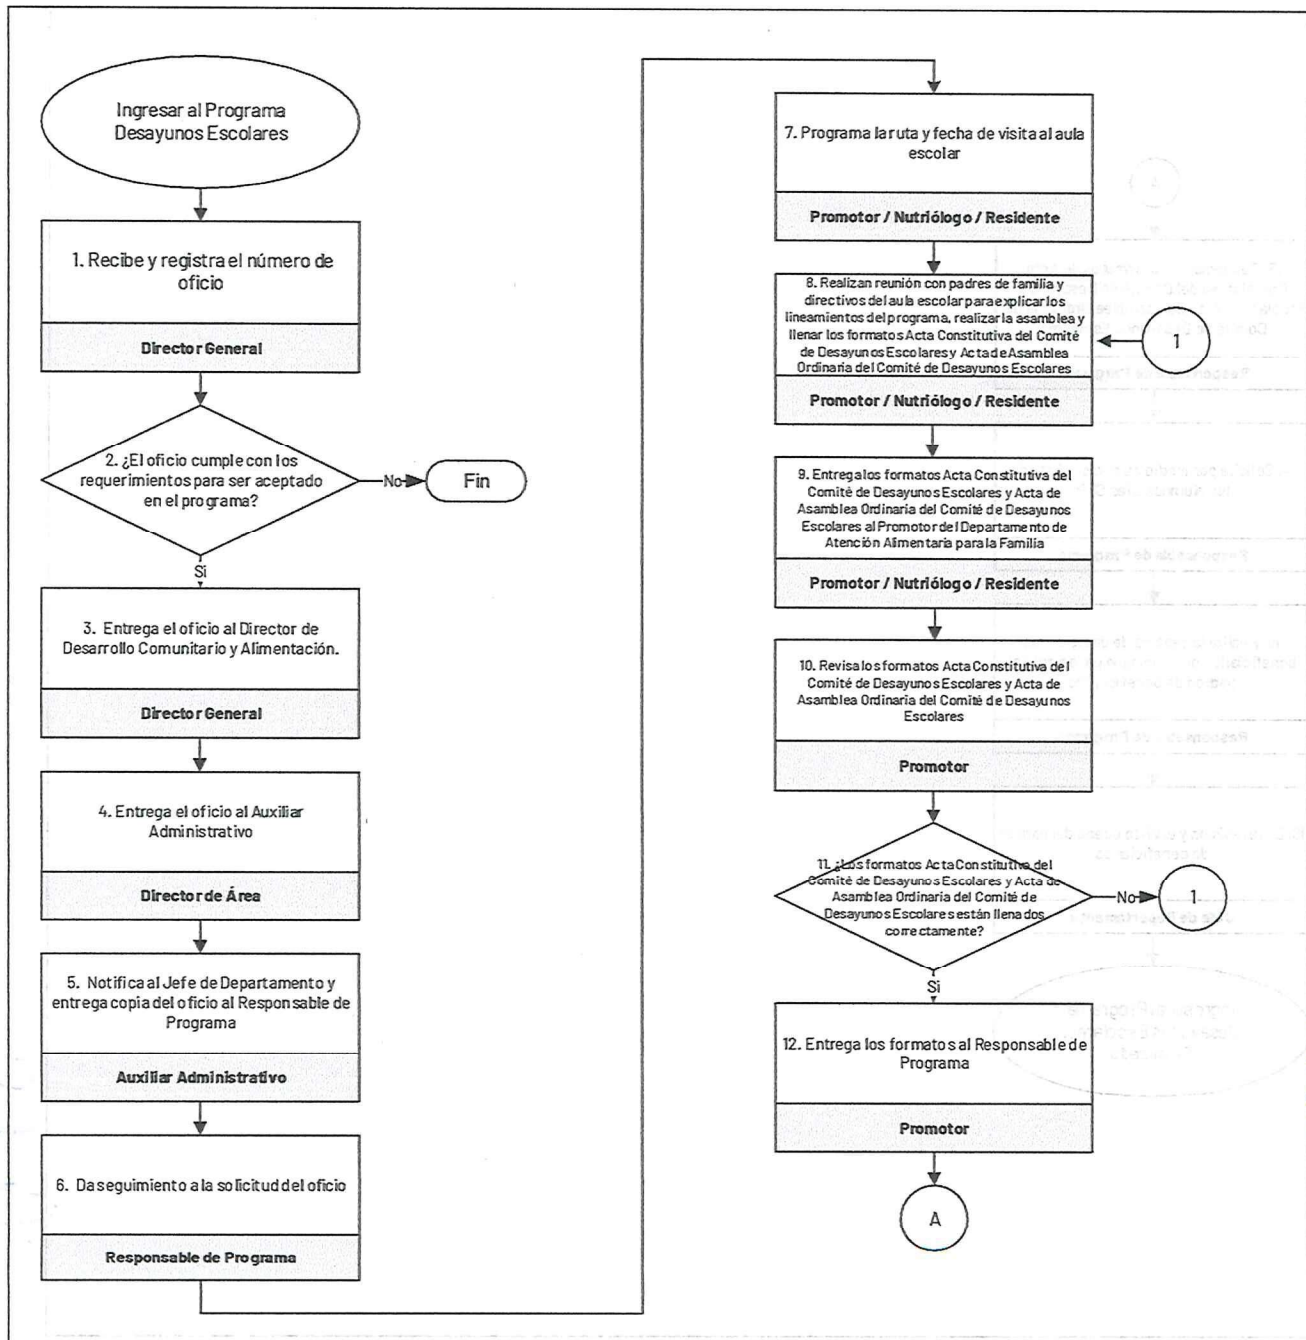 Ingresar al Programa
Desayunos Escolares
1. Recibe y registra el número de
oficio
Director General
2. ¿El oficio cumple con los
requerimientos para ser aceptado
en el programa?
No
Fin
Si
3. Entrega el oficio al Director de
Desarrollo Comunitario y Alimentación.
Director General
4. Entrega el oficio al Auxiliar
Administrativo
Director de Área
5. Notifica al Jefe de Departamento y
entrega copia del oficio al Responsable de
Programa
Auxiliar Administrativo
6. Da seguimiento a la solicitud del oficio
Responsable de Programa
7. Programa la ruta y fecha de visita al aula
escolar
Promotor / Nutriólogo / Residente
8. Realizan reunión con padres de familia y
directivos del aula escolar para explicar los
lineamientos del programa, realizar la asamblea y
llenar los formatos Acta Constitutiva del Comité
de Desayunos Escolares y Acta de Asamblea
Ordinaria del Comité de Desayunos Escolares
1
Promotor / Nutriólogo / Residente
9. Entrega los formatos Acta Constitutiva del
Comité de Desayunos Escolares y Acta de
Asamblea Ordinaria del Comité de Desayunos
Escolares al Promotor del Departamento de
Atención Alimentaria para la Familia
Promotor / Nutriólogo / Residente
10. Revisa los formatos Acta Constitutiva del
Comité de Desayunos Escolares y Acta de
Asamblea Ordinaria del Comité de Desayunos
Escolares
Promotor
11. ¿Los formatos Acta Constitutiva del
Comité de Desayunos Escolares y Acta de
Asamblea Ordinaria del Comité de
Desayunos Escolares están llenados
correctamente?
No
1
Si
12. Entrega los formatos al Responsable de
Programa
Promotor
A